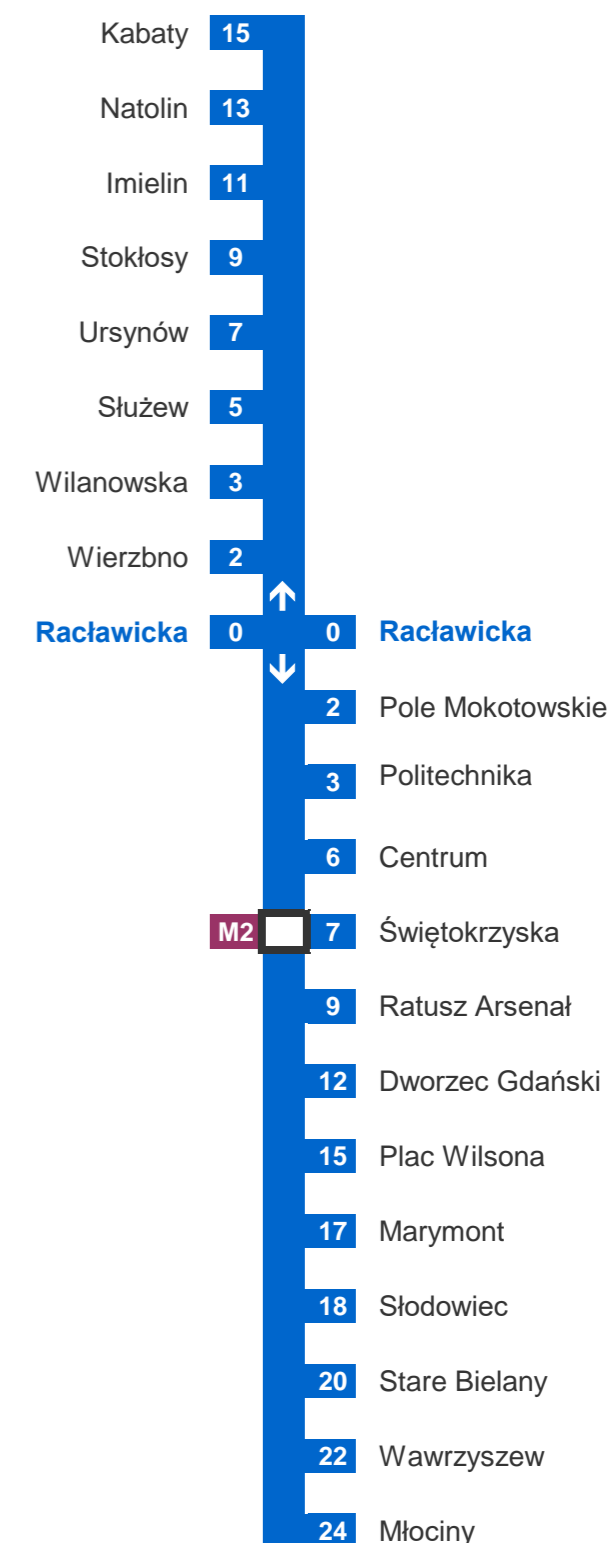 Kabaty 15
Natolin 13
Imielin 11
Stokłosy 9
Ursynów 7
Służew 5
Wilanowska 3
Wierzbno 2
Racławicka 0 0 Racławicka
2 Pole Mokotowskie
3 Politechnika
6 Centrum
M2 7 Świętokrzyska
9 Ratusz Arsenał
12 Dworzec Gdański
15 Plac Wilsona
17 Marymont
18 Słodowiec
20 Stare Bielany
22 Wawrzyszew
24 Młociny